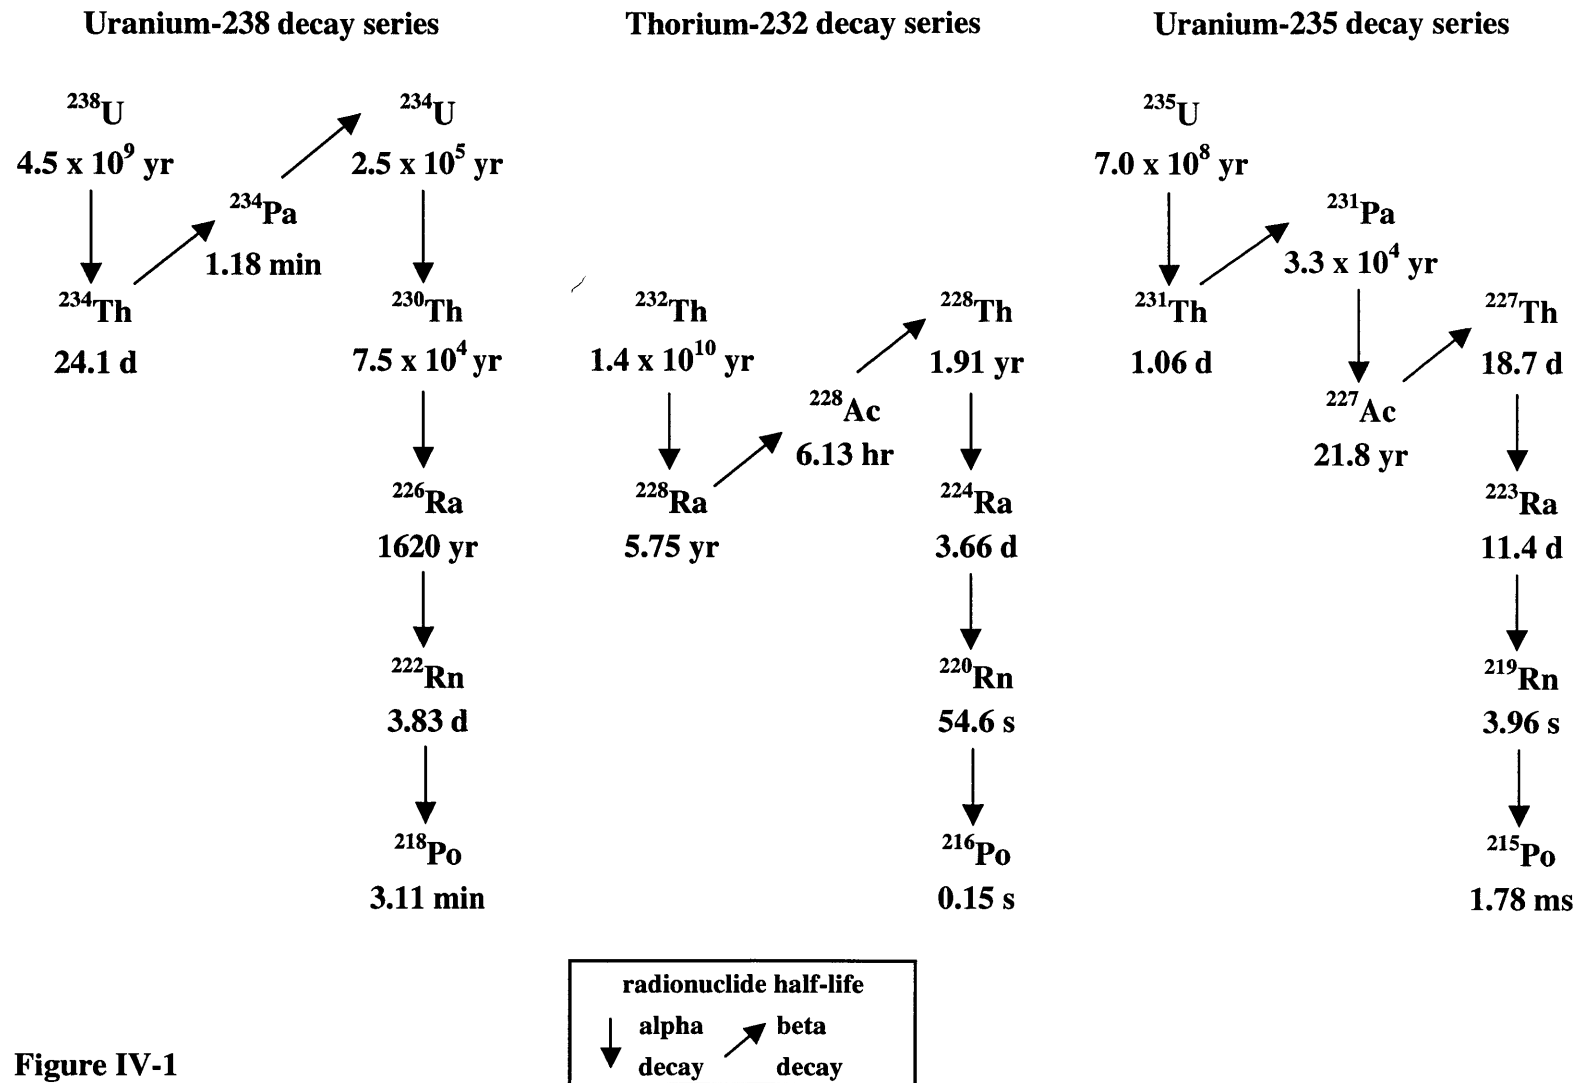 Uranium-238 decay series
²³⁸U
4.5 x 10⁹ yr
²³⁴Th
24.1 d
²³⁴Pa
1.18 min
²³⁴U
2.5 x 10⁵ yr
²³⁰Th
7.5 x 10⁴ yr
²²⁶Ra
1620 yr
²²²Rn
3.83 d
²¹⁸Po
3.11 min
Thorium-232 decay series
²³²Th
1.4 x 10¹⁰ yr
²²⁸Ra
5.75 yr
²²⁸Ac
6.13 hr
²²⁸Th
1.91 yr
²²⁴Ra
3.66 d
²²⁰Rn
54.6 s
²¹⁶Po
0.15 s
Uranium-235 decay series
²³⁵U
7.0 x 10⁸ yr
²³¹Th
1.06 d
²³¹Pa
3.3 x 10⁴ yr
²²⁷Ac
21.8 yr
²²⁷Th
18.7 d
²²³Ra
11.4 d
²¹⁹Rn
3.96 s
²¹⁵Po
1.78 ms
radionuclide half-life
alpha
decay
beta
decay
Figure IV-1